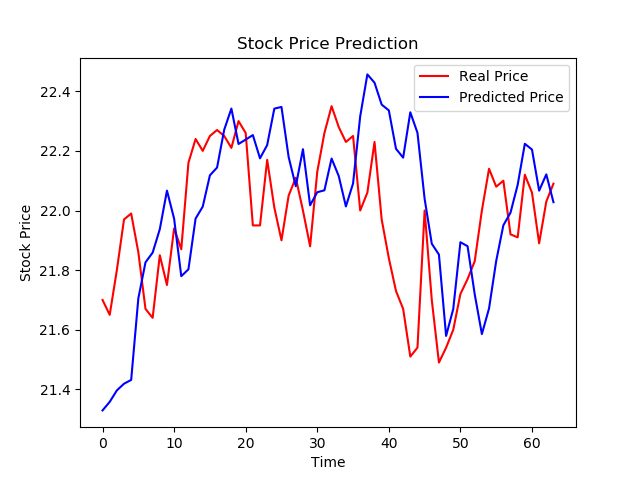 Stock Price Prediction
Real Price
Predicted Price
Stock Price
22.4
22.2
22.0
21.8
21.6
21.4
0 10 20 30 40 50 60
Time